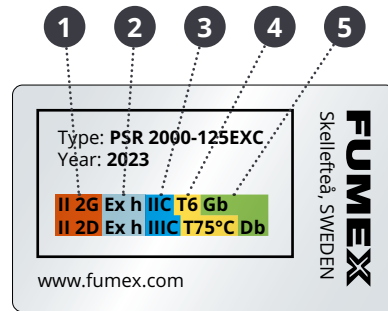 1 2 3 4 5
Type: PSR 2000-125EXC
Year: 2023
II 2G Ex h IIC T6 Gb
II 2D Ex h IIIC T75°C Db
www.fumex.com
FUMEX
Skellefteå, SWEDEN